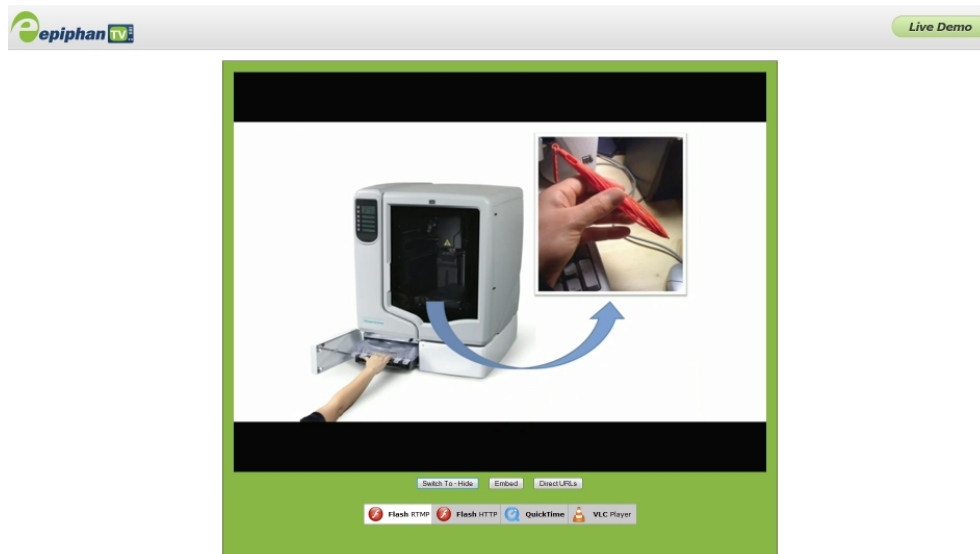 epiphan TV
Live Demo
Switch To - Hide Embed Direct URLs
Flash RTMP Flash HTTP QuickTime VLC Player